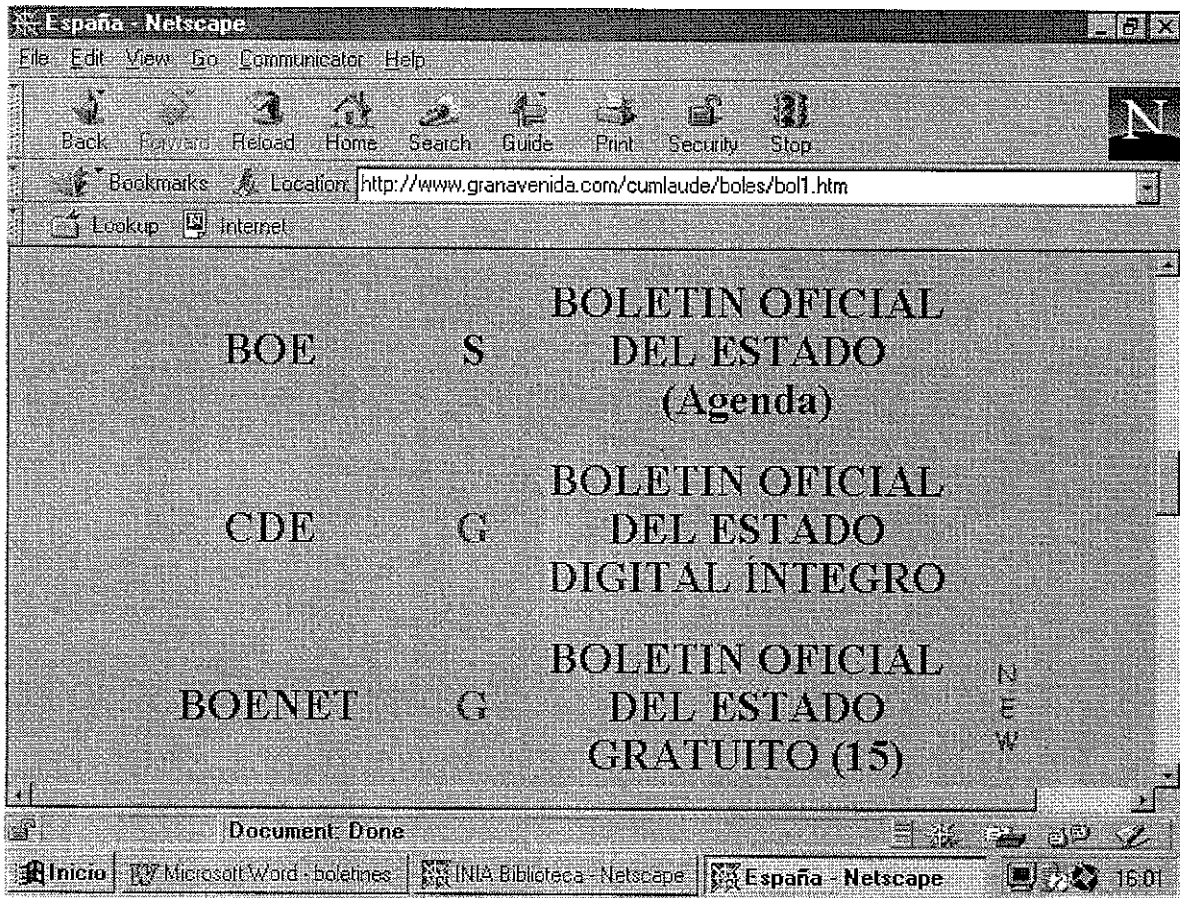 España - Netscape
File Edit View Go Communicator Help
Back Forward Reload Home Search Guide Print Security Stop
N
Bookmarks Location: http://www.granavenida.com/cumlaude/boles/bol1.htm
Lookup Internet
BOE S BOLETIN OFICIAL
DEL ESTADO
(Agenda)
CDE G BOLETIN OFICIAL
DEL ESTADO
DIGITAL ÍNTEGRO
BOENET G BOLETIN OFICIAL
DEL ESTADO
GRATUITO (15)
N
E
W
Document: Done
Inicio Microsoft Word - boletines INIA Biblioteca - Netscape España - Netscape 16:01